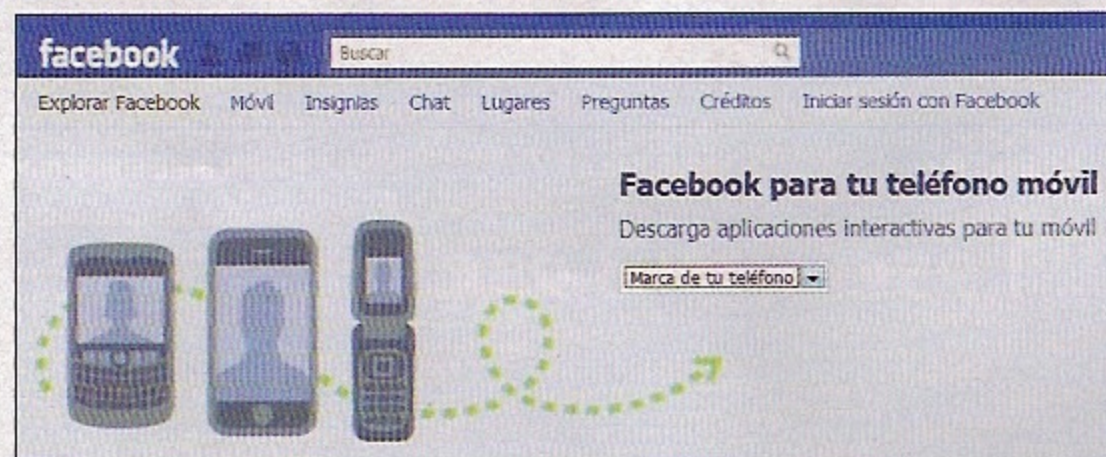 facebook
Buscar
Explorar Facebook Móvil Insignias Chat Lugares Preguntas Créditos Iniciar sesión con Facebook
Facebook para tu teléfono móvil
Descarga aplicaciones interactivas para tu móvil
Marca de tu teléfono